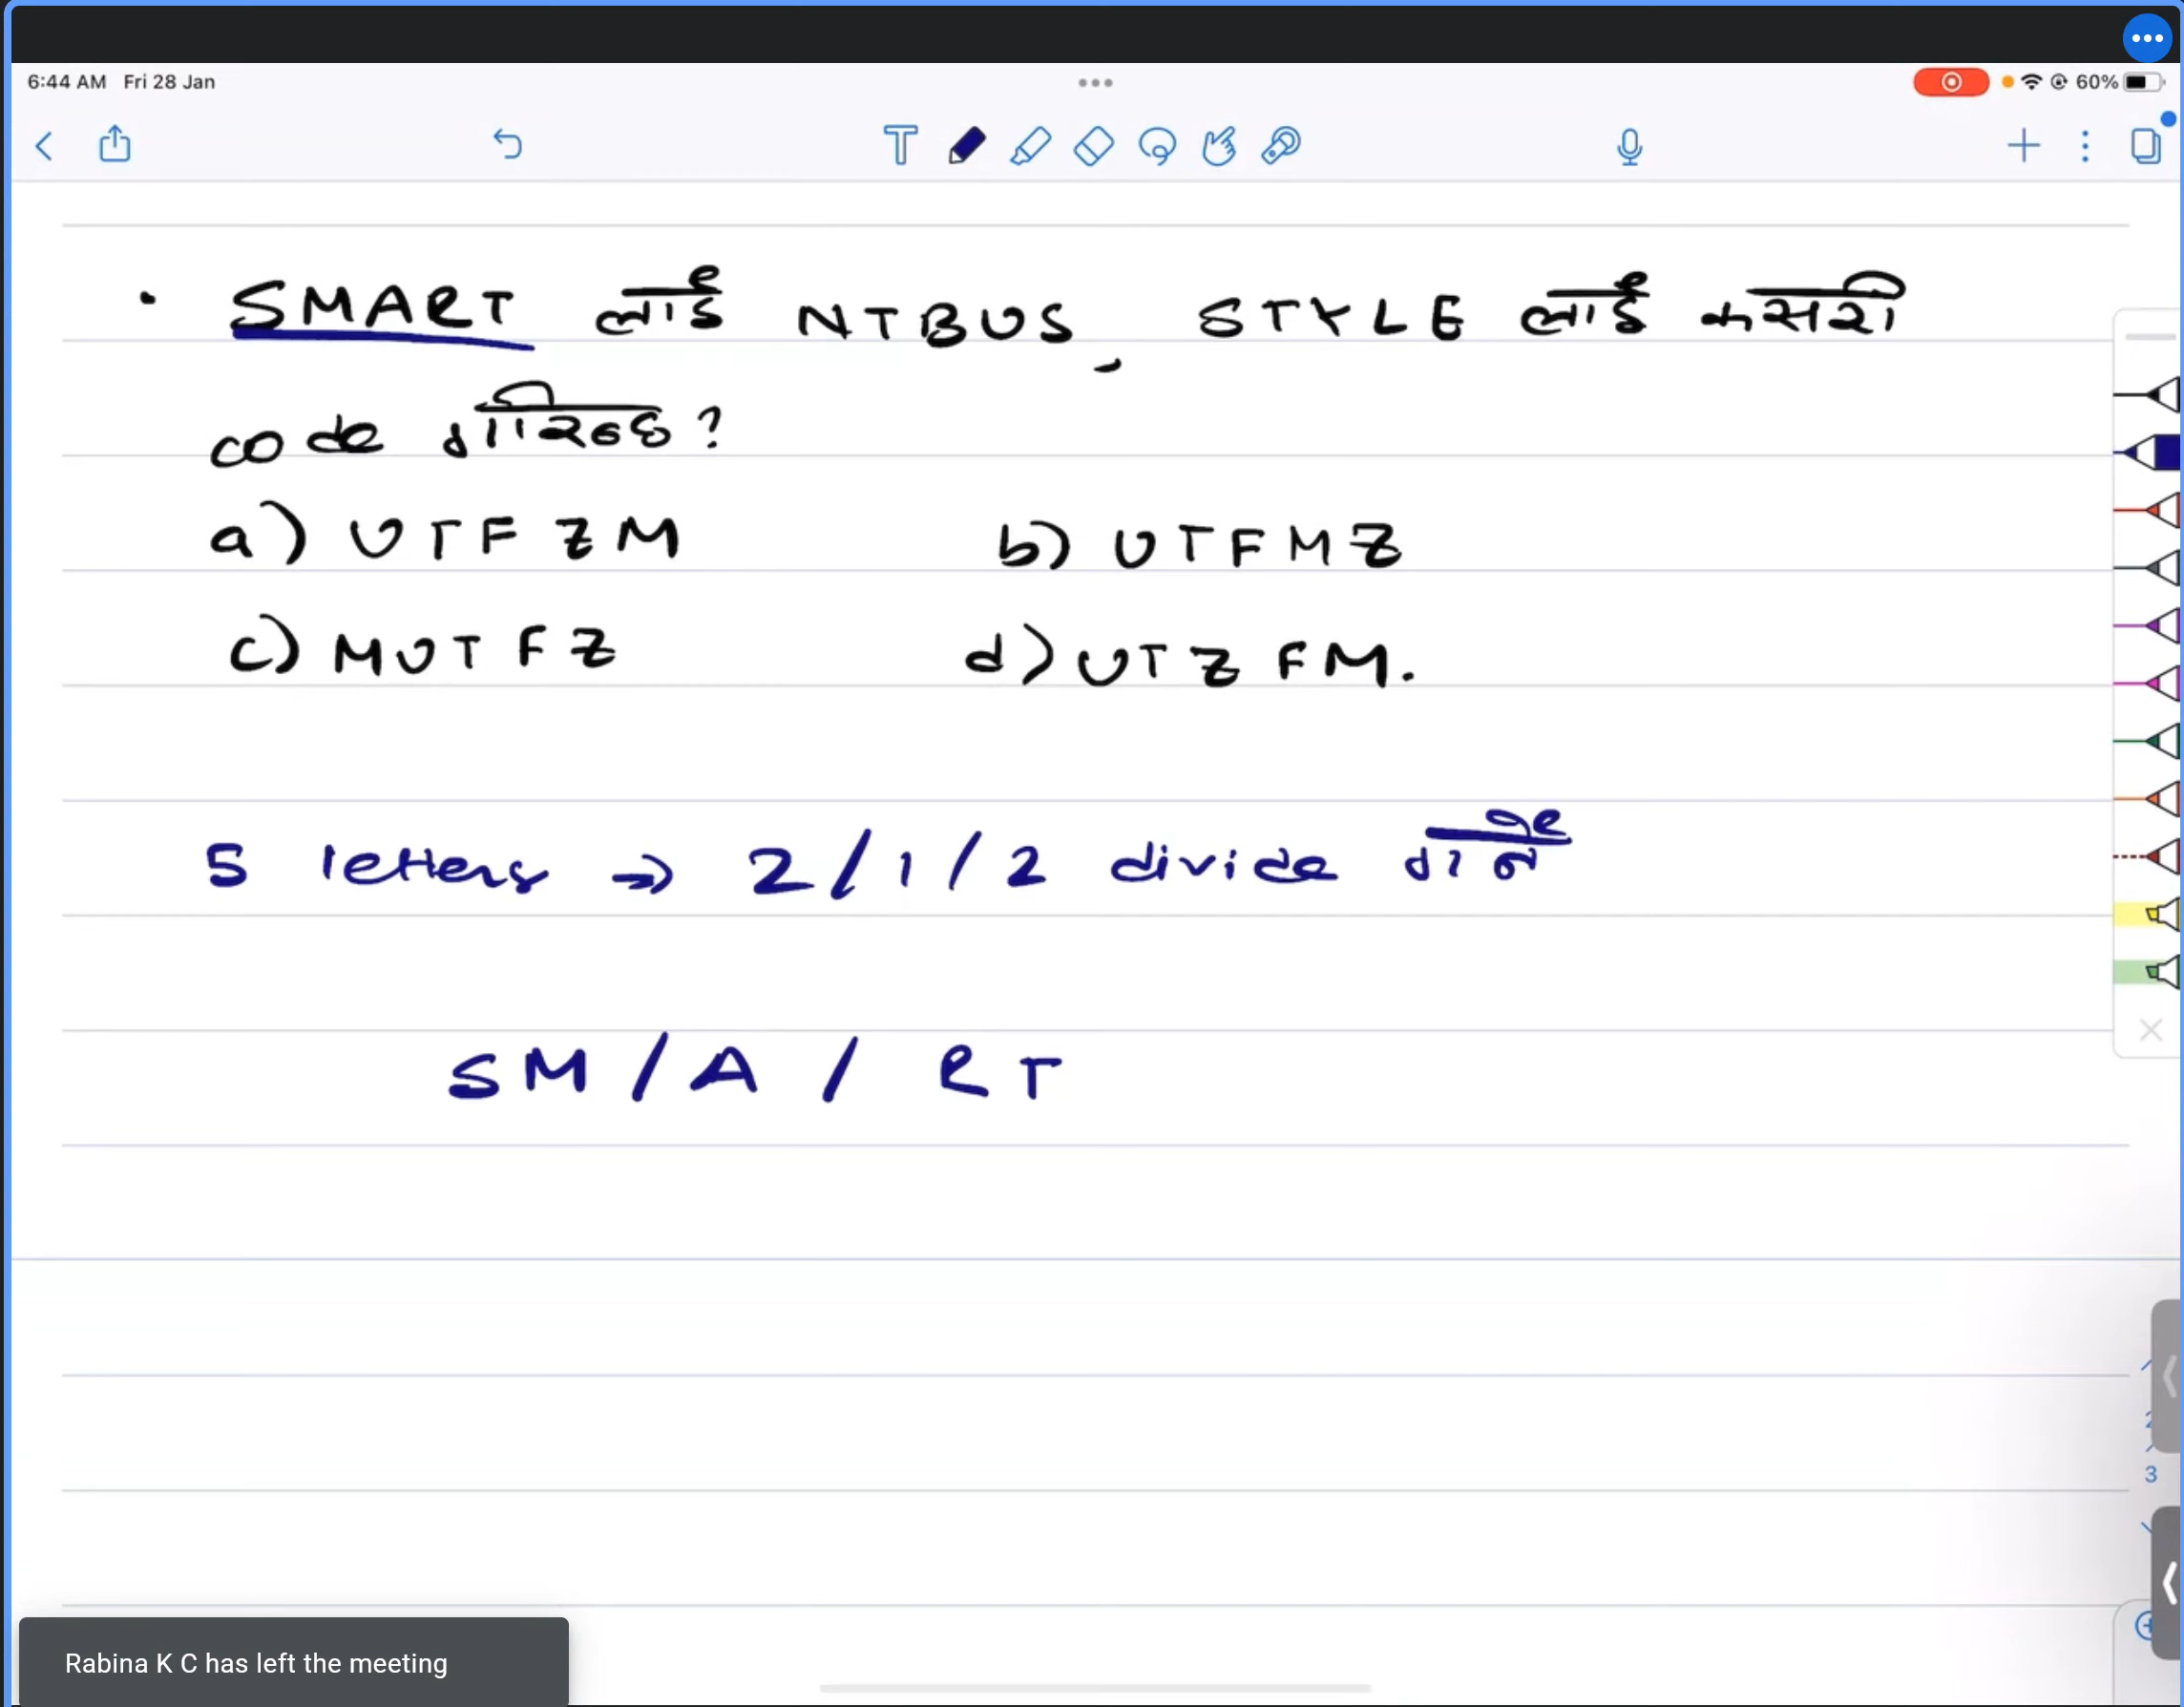 6:44 AM Fri 28 Jan
60%
• SMART लाई NTBUS, STYLE लाई कसरी
code गरिन्छ?
a) UTFZM b) UTFMZ
c) MUTFZ d) UTZFM.
5 letters ⇒ 2/1/2 divide गर्ने
SM / A / RT
3
Rabina K C has left the meeting